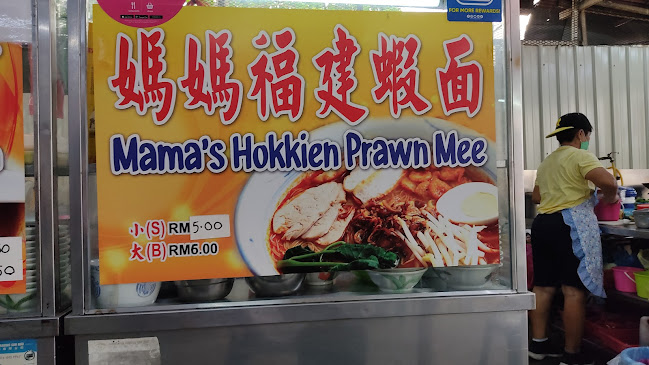 FOR MORE REWARDS!
媽媽福建蝦面
Mama's Hokkien Prawn Mee
小(S) RM5.00
大(B) RM6.00
50